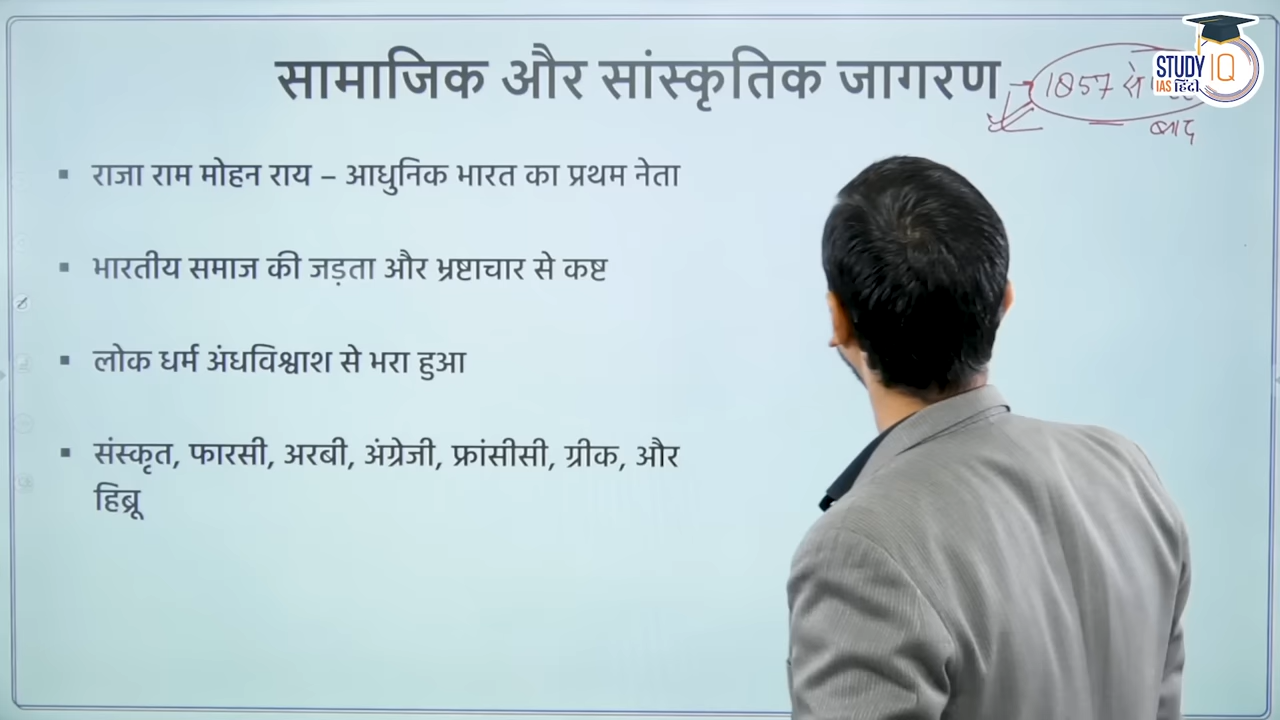 सामाजिक और सांस्कृतिक जागरण
1857 से
बाद
STUDY IQ
IAS हिंदी
▪ राजा राम मोहन राय – आधुनिक भारत का प्रथम नेता
▪ भारतीय समाज की जड़ता और भ्रष्टाचार से कष्ट
▪ लोक धर्म अंधविश्वाश से भरा हुआ
▪ संस्कृत, फारसी, अरबी, अंग्रेजी, फ्रांसीसी, ग्रीक, और
हिब्रू